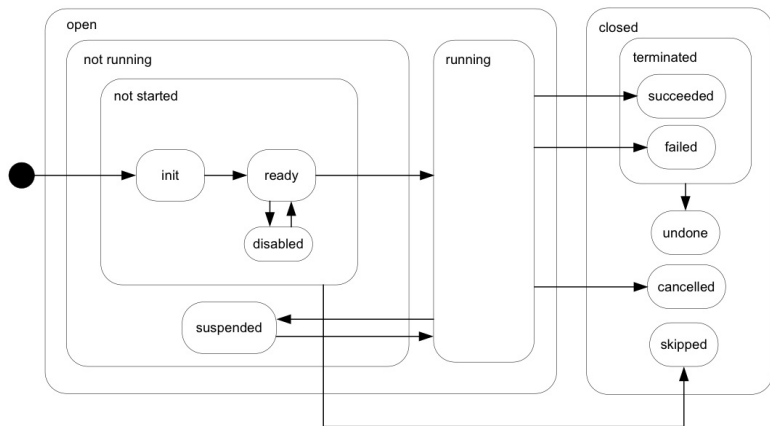 open
closed
not running
running
terminated
not started
succeeded
failed
init
ready
disabled
undone
cancelled
suspended
skipped